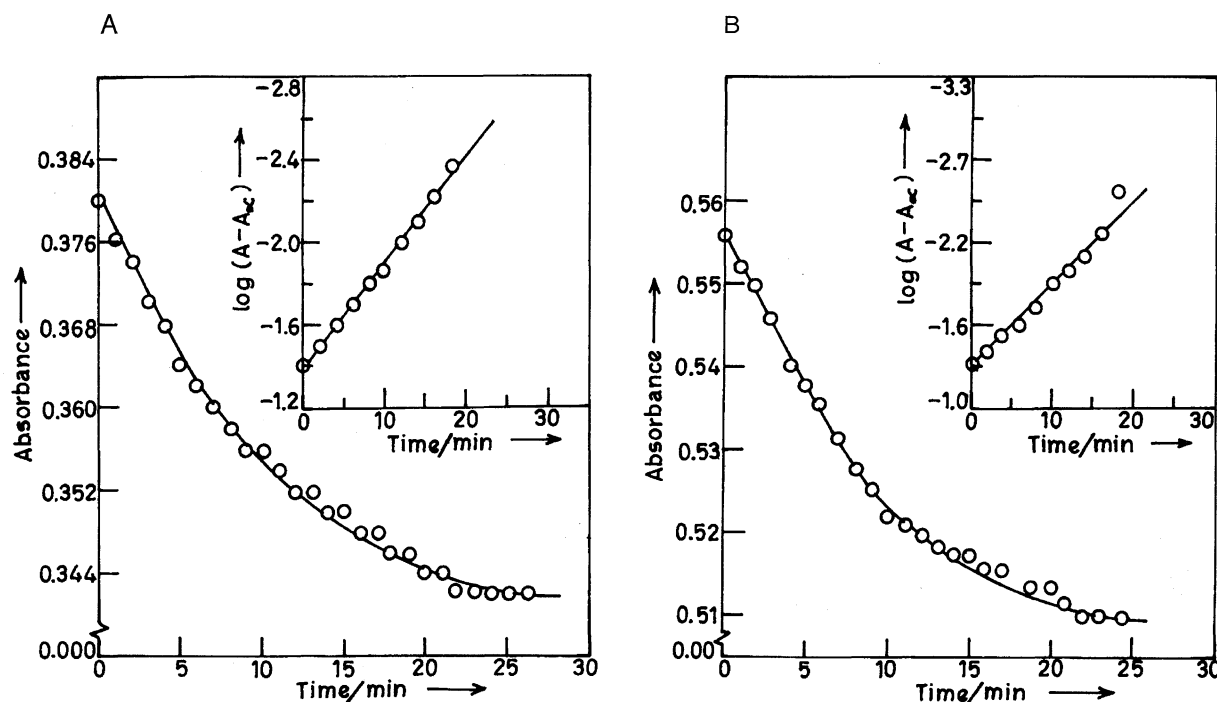 A
B
-2.8
-2.4
-2.0
-1.6
-1.2
log (A-A∝)
0 10 20 30
Time/min
0.384
0.376
0.368
0.360
0.352
0.344
0.000
Absorbance
0 5 10 15 20 25 30
Time/min
-3.3
-2.7
-2.2
-1.6
-1.0
log (A-A∝)
0 10 20 30
Time/min
0.56
0.55
0.54
0.53
0.52
0.51
0.00
Absorbance
0 5 10 15 20 25 30
Time/min